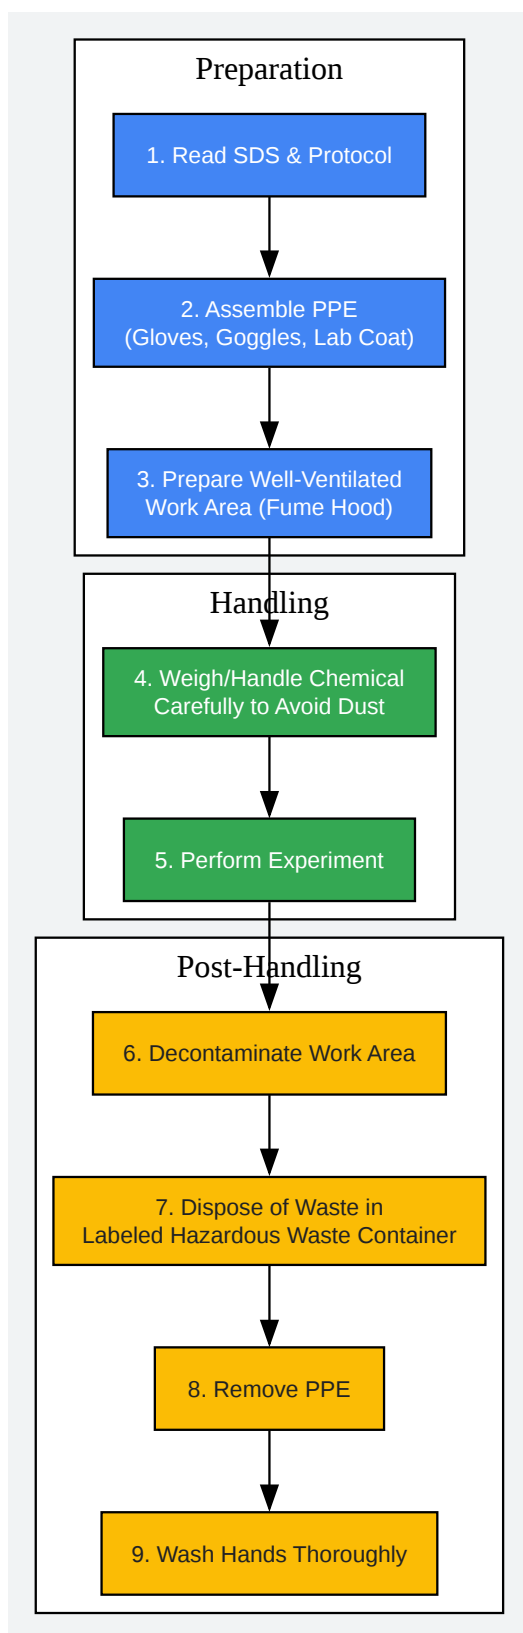 Preparation
1. Read SDS & Protocol
2. Assemble PPE
(Gloves, Goggles, Lab Coat)
3. Prepare Well-Ventilated
Work Area (Fume Hood)
Handling
4. Weigh/Handle Chemical
Carefully to Avoid Dust
5. Perform Experiment
Post-Handling
6. Decontaminate Work Area
7. Dispose of Waste in
Labeled Hazardous Waste Container
8. Remove PPE
9. Wash Hands Thoroughly